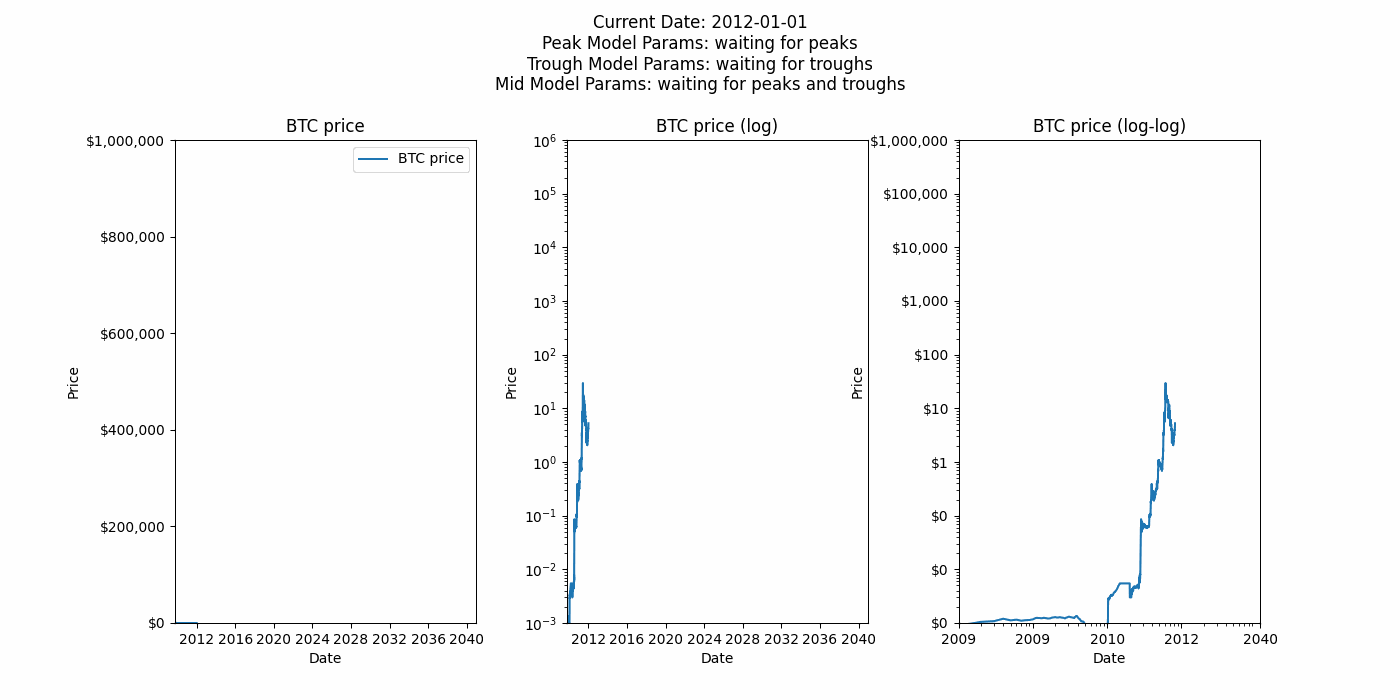 Current Date: 2012-01-01
Peak Model Params: waiting for peaks
Trough Model Params: waiting for troughs
Mid Model Params: waiting for peaks and troughs
BTC price
$1,000,000
$800,000
$600,000
$400,000
$200,000
$0
Price
BTC price
2012 2016 2020 2024 2028 2032 2036 2040
Date
BTC price (log)
10⁶
10⁵
10⁴
10³
10²
10¹
10⁰
10⁻¹
10⁻²
10⁻³
Price
2012 2016 2020 2024 2028 2032 2036 2040
Date
BTC price (log-log)
$1,000,000
$100,000
$10,000
$1,000
$100
$10
$1
$0
$0
$0
Price
2009 2009 2010 2012 2040
Date